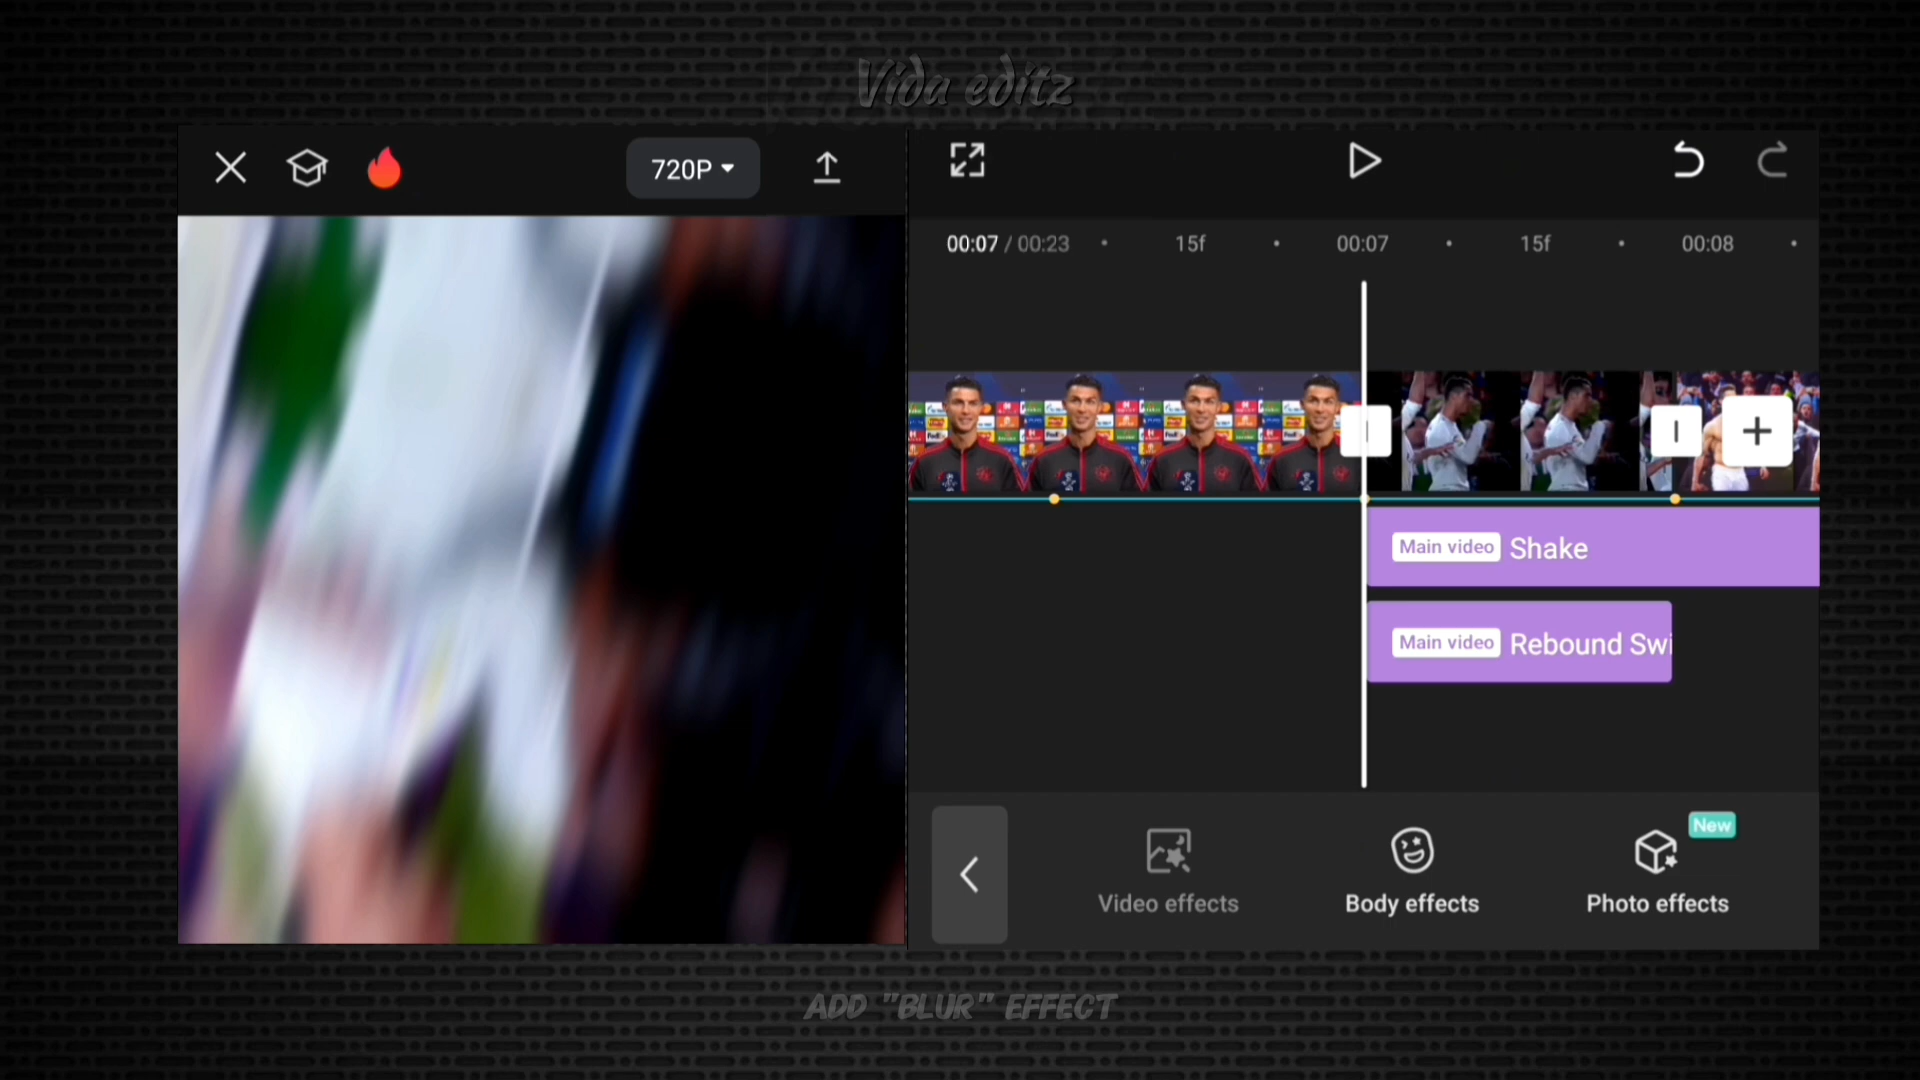 Vida editz
720P
00:07 / 00:23
15f
00:07
15f
00:08
Main video Shake
Main video Rebound Swi
New
Video effects
Body effects
Photo effects
ADD "BLUR" EFFECT